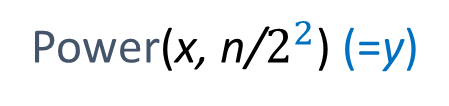 Power(x, n/2²) (=y)